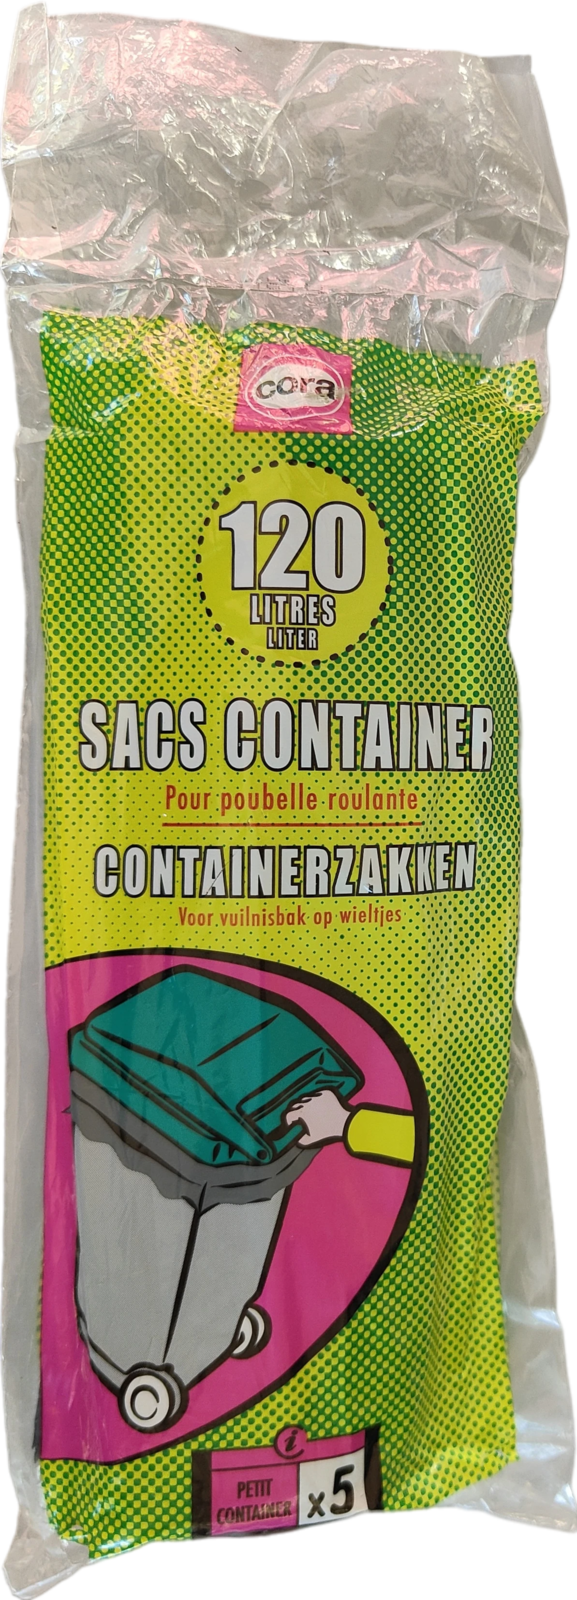 cora
120
LITRES
LITER
SACS CONTAINER
Pour poubelle roulante
CONTAINERZAKKEN
Voor vuilnisbak op wieltjes
i
PETIT
CONTAINER
x5